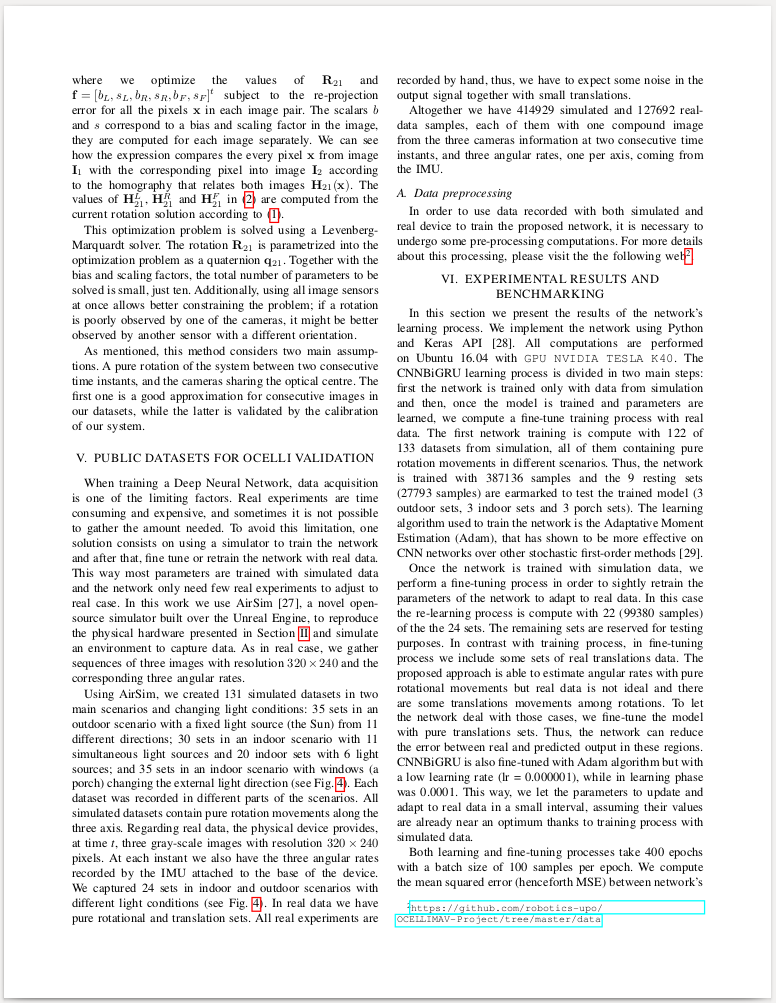 where we optimize the values of R21 and
f = [bL, sL, bR, sR, bF, sF]^t subject to the re-projection
error for all the pixels x in each image pair. The scalars b
and s correspond to a bias and scaling factor in the image,
they are computed for each image separately. We can see
how the expression compares the every pixel x from image
I1 with the corresponding pixel into image I2 according
to the homography that relates both images H21(x). The
values of H^L_21, H^R_21 and H^F_21 in (2) are computed from the
current rotation solution according to (1).
This optimization problem is solved using a Levenberg-
Marquardt solver. The rotation R21 is parametrized into the
optimization problem as a quaternion q21. Together with the
bias and scaling factors, the total number of parameters to be
solved is small, just ten. Additionally, using all image sensors
at once allows better constraining the problem; if a rotation
is poorly observed by one of the cameras, it might be better
observed by another sensor with a different orientation.
As mentioned, this method considers two main assump-
tions. A pure rotation of the system between two consecutive
time instants, and the cameras sharing the optical centre. The
first one is a good approximation for consecutive images in
our datasets, while the latter is validated by the calibration
of our system.
V. PUBLIC DATASETS FOR OCELLI VALIDATION
When training a Deep Neural Network, data acquisition
is one of the limiting factors. Real experiments are time
consuming and expensive, and sometimes it is not possible
to gather the amount needed. To avoid this limitation, one
solution consists on using a simulator to train the network
and after that, fine tune or retrain the network with real data.
This way most parameters are trained with simulated data
and the network only need few real experiments to adjust to
real case. In this work we use AirSim [27], a novel open-
source simulator built over the Unreal Engine, to reproduce
the physical hardware presented in Section II and simulate
an environment to capture data. As in real case, we gather
sequences of three images with resolution 320 × 240 and the
corresponding three angular rates.
Using AirSim, we created 131 simulated datasets in two
main scenarios and changing light conditions: 35 sets in an
outdoor scenario with a fixed light source (the Sun) from 11
different directions; 30 sets in an indoor scenario with 11
simultaneous light sources and 20 indoor sets with 6 light
sources; and 35 sets in an indoor scenario with windows (a
porch) changing the external light direction (see Fig. 4). Each
dataset was recorded in different parts of the scenarios. All
simulated datasets contain pure rotation movements along the
three axis. Regarding real data, the physical device provides,
at time t, three gray-scale images with resolution 320 × 240
pixels. At each instant we also have the three angular rates
recorded by the IMU attached to the base of the device.
We captured 24 sets in indoor and outdoor scenarios with
different light conditions (see Fig. 4). In real data we have
pure rotational and translation sets. All real experiments are
recorded by hand, thus, we have to expect some noise in the
output signal together with small translations.
Altogether we have 414929 simulated and 127692 real-
data samples, each of them with one compound image
from the three cameras information at two consecutive time
instants, and three angular rates, one per axis, coming from
the IMU.
A. Data preprocessing
In order to use data recorded with both simulated and
real device to train the proposed network, it is necessary to
undergo some pre-processing computations. For more details
about this processing, please visit the the following web2.
VI. EXPERIMENTAL RESULTS AND
BENCHMARKING
In this section we present the results of the network's
learning process. We implement the network using Python
and Keras API [28]. All computations are performed
on Ubuntu 16.04 with GPU NVIDIA TESLA K40. The
CNNBiGRU learning process is divided in two main steps:
first the network is trained only with data from simulation
and then, once the model is trained and parameters are
learned, we compute a fine-tune training process with real
data. The first network training is compute with 122 of
133 datasets from simulation, all of them containing pure
rotation movements in different scenarios. Thus, the network
is trained with 387136 samples and the 9 resting sets
(27793 samples) are earmarked to test the trained model (3
outdoor sets, 3 indoor sets and 3 porch sets). The learning
algorithm used to train the network is the Adaptative Moment
Estimation (Adam), that has shown to be more effective on
CNN networks over other stochastic first-order methods [29].
Once the network is trained with simulation data, we
perform a fine-tuning process in order to sightly retrain the
parameters of the network to adapt to real data. In this case
the re-learning process is compute with 22 (99380 samples)
of the the 24 sets. The remaining sets are reserved for testing
purposes. In contrast with training process, in fine-tuning
process we include some sets of real translations data. The
proposed approach is able to estimate angular rates with pure
rotational movements but real data is not ideal and there
are some translations movements among rotations. To let
the network deal with those cases, we fine-tune the model
with pure translations sets. Thus, the network can reduce
the error between real and predicted output in these regions.
CNNBiGRU is also fine-tuned with Adam algorithm but with
a low learning rate (lr = 0.000001), while in learning phase
was 0.0001. This way, we let the parameters to update and
adapt to real data in a small interval, assuming their values
are already near an optimum thanks to training process with
simulated data.
Both learning and fine-tuning processes take 400 epochs
with a batch size of 100 samples per epoch. We compute
the mean squared error (henceforth MSE) between network's
2https://github.com/robotics-upo/
OCELLIMAV-Project/tree/master/data